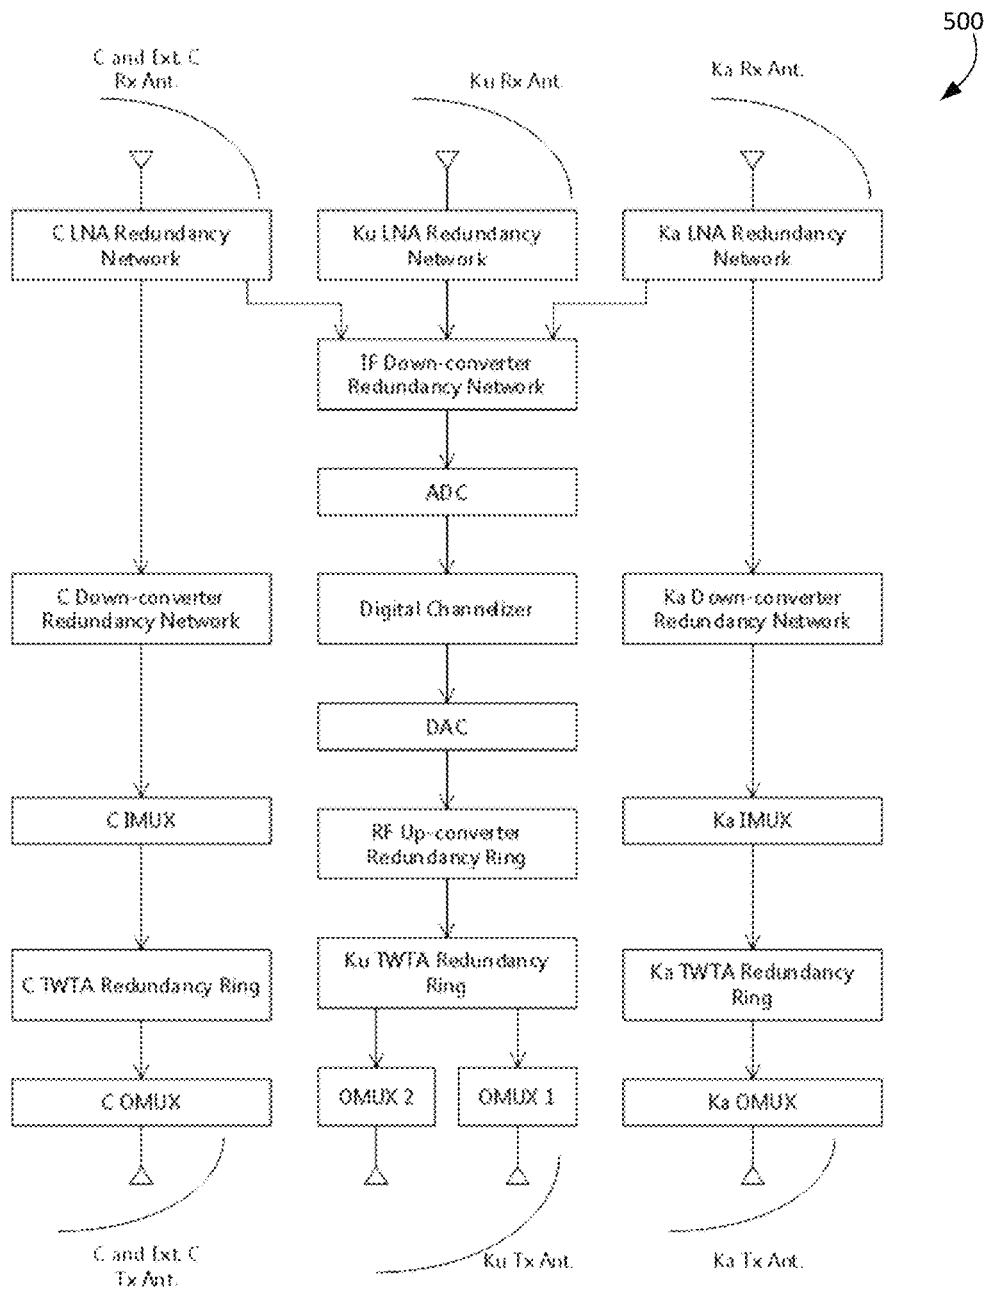 500
C and Ext. C
Rx Ant.
Ku Rx Ant.
Ka Rx Ant.
C LNA Redundancy
Network
Ku LNA Redundancy
Network
Ka LNA Redundancy
Network
IF Down-converter
Redundancy Network
ADC
C Down-converter
Redundancy Network
Digital Channelizer
Ka Down-converter
Redundancy Network
DAC
C IMUX
RF Up-converter
Redundancy Ring
Ka IMUX
C TWTA Redundancy Ring
Ku TWTA Redundancy
Ring
Ka TWTA Redundancy
Ring
C OMUX
OMUX 2
OMUX 1
Ka OMUX
C and Ext. C
Tx Ant.
Ku Tx Ant.
Ka Tx Ant.